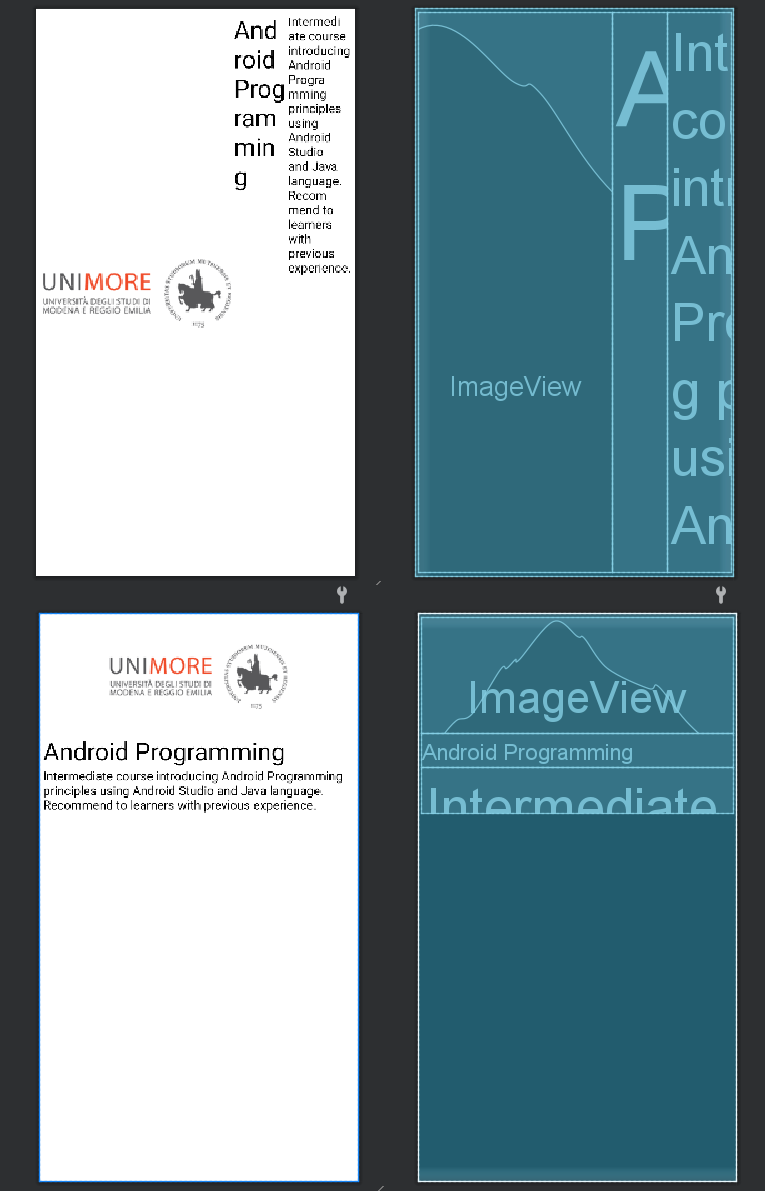 And
roid
Prog
ram
min
g
Intermedi
ate course
introducing
Android
Progra
mming
principles
using
Android
Studio
and Java
language.
Recom
mend to
learners
with
previous
experience.
UNIMORE
UNIVERSITÀ DEGLI STUDI DI
MODENA E REGGIO EMILIA
1175
ImageView
A
P
Int
co
intr
An
Pro
g p
usi
An
UNIMORE
UNIVERSITÀ DEGLI STUDI DI
MODENA E REGGIO EMILIA
1175
Android Programming
Intermediate course introducing Android Programming
principles using Android Studio and Java language.
Recommend to learners with previous experience.
ImageView
Android Programming
Intermediate